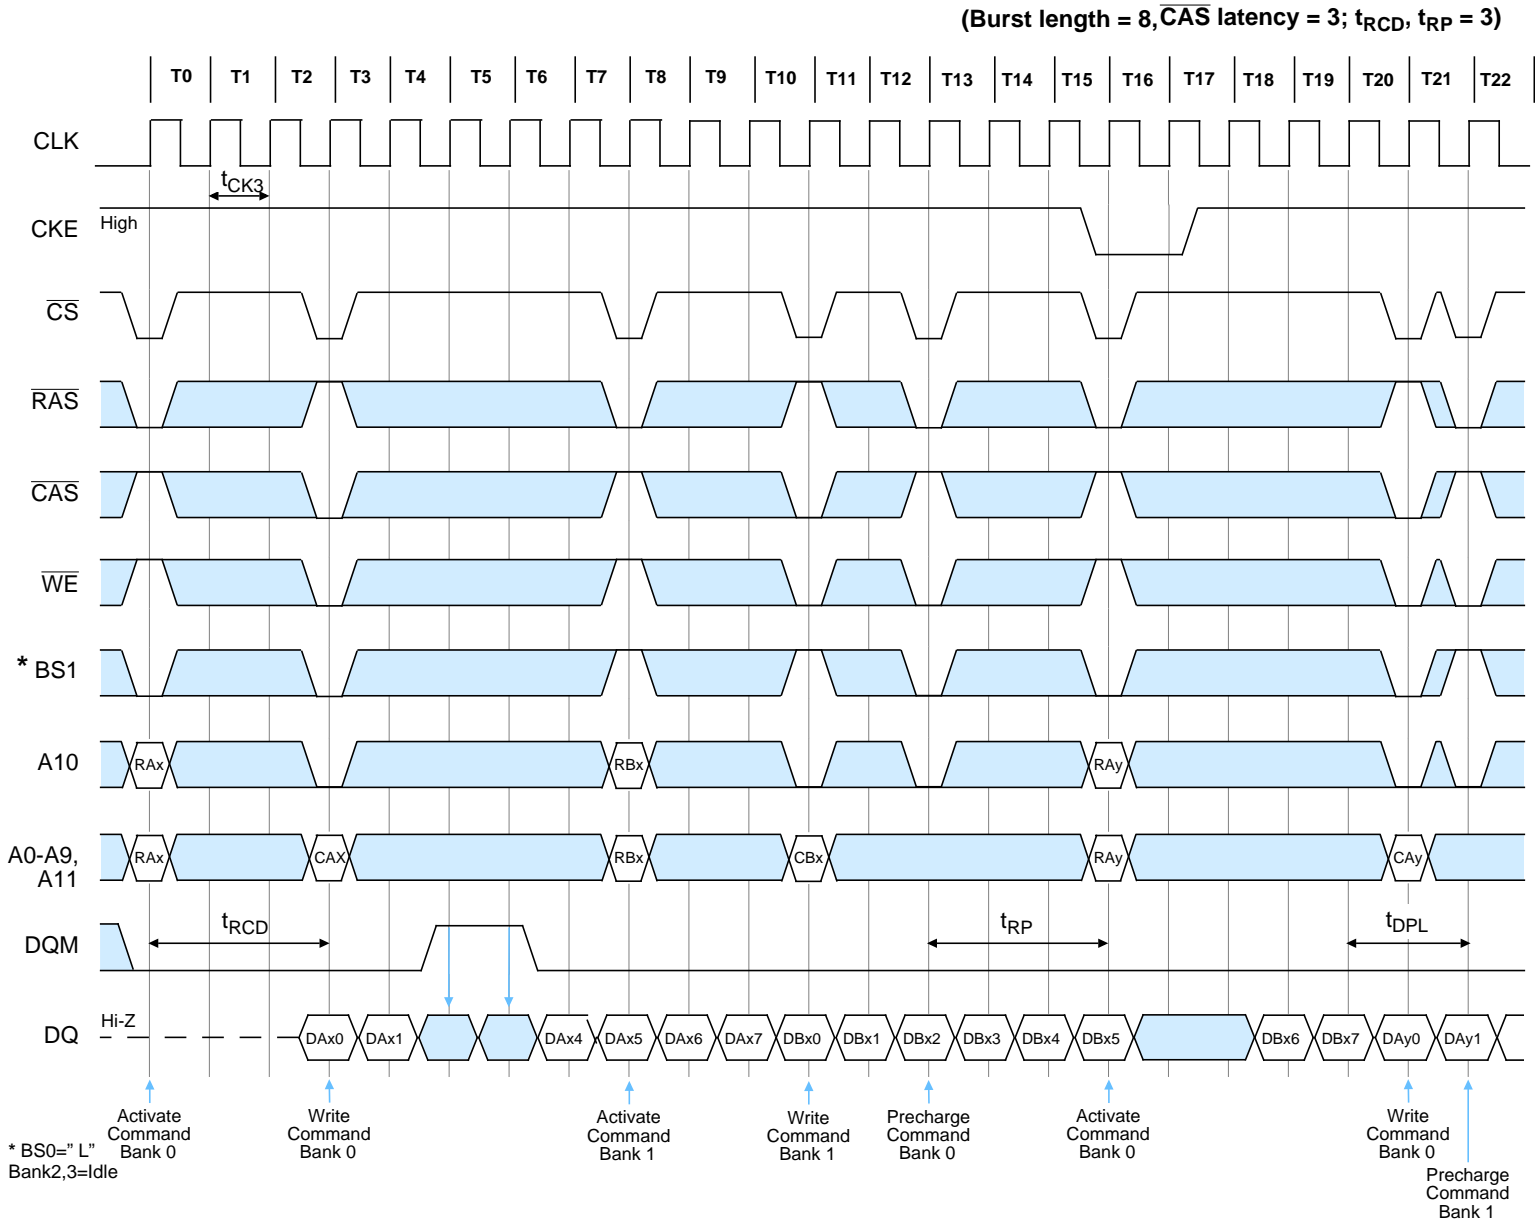 (Burst length = 8, CAS latency = 3; tRCD, tRP = 3)
T0 T1 T2 T3 T4 T5 T6 T7 T8 T9 T10 T11 T12 T13 T14 T15 T16 T17 T18 T19 T20 T21 T22
CLK
tCK3
CKE High
CS
RAS
CAS
WE
* BS1
A10 RAx RBx RAy
A0-A9,
A11
RAx CAX RBx CBx RAy CAy
DQM tRCD tRP tDPL
DQ Hi-Z DAx0 DAx1 DAx4 DAx5 DAx6 DAx7 DBx0 DBx1 DBx2 DBx3 DBx4 DBx5 DBx6 DBx7 DAy0 DAy1
Activate
Command
Bank 0
Write
Command
Bank 0
Activate
Command
Bank 1
Write
Command
Bank 1
Precharge
Command
Bank 0
Activate
Command
Bank 0
Write
Command
Bank 0
Precharge
Command
Bank 1
* BS0=” L”
Bank2,3=Idle